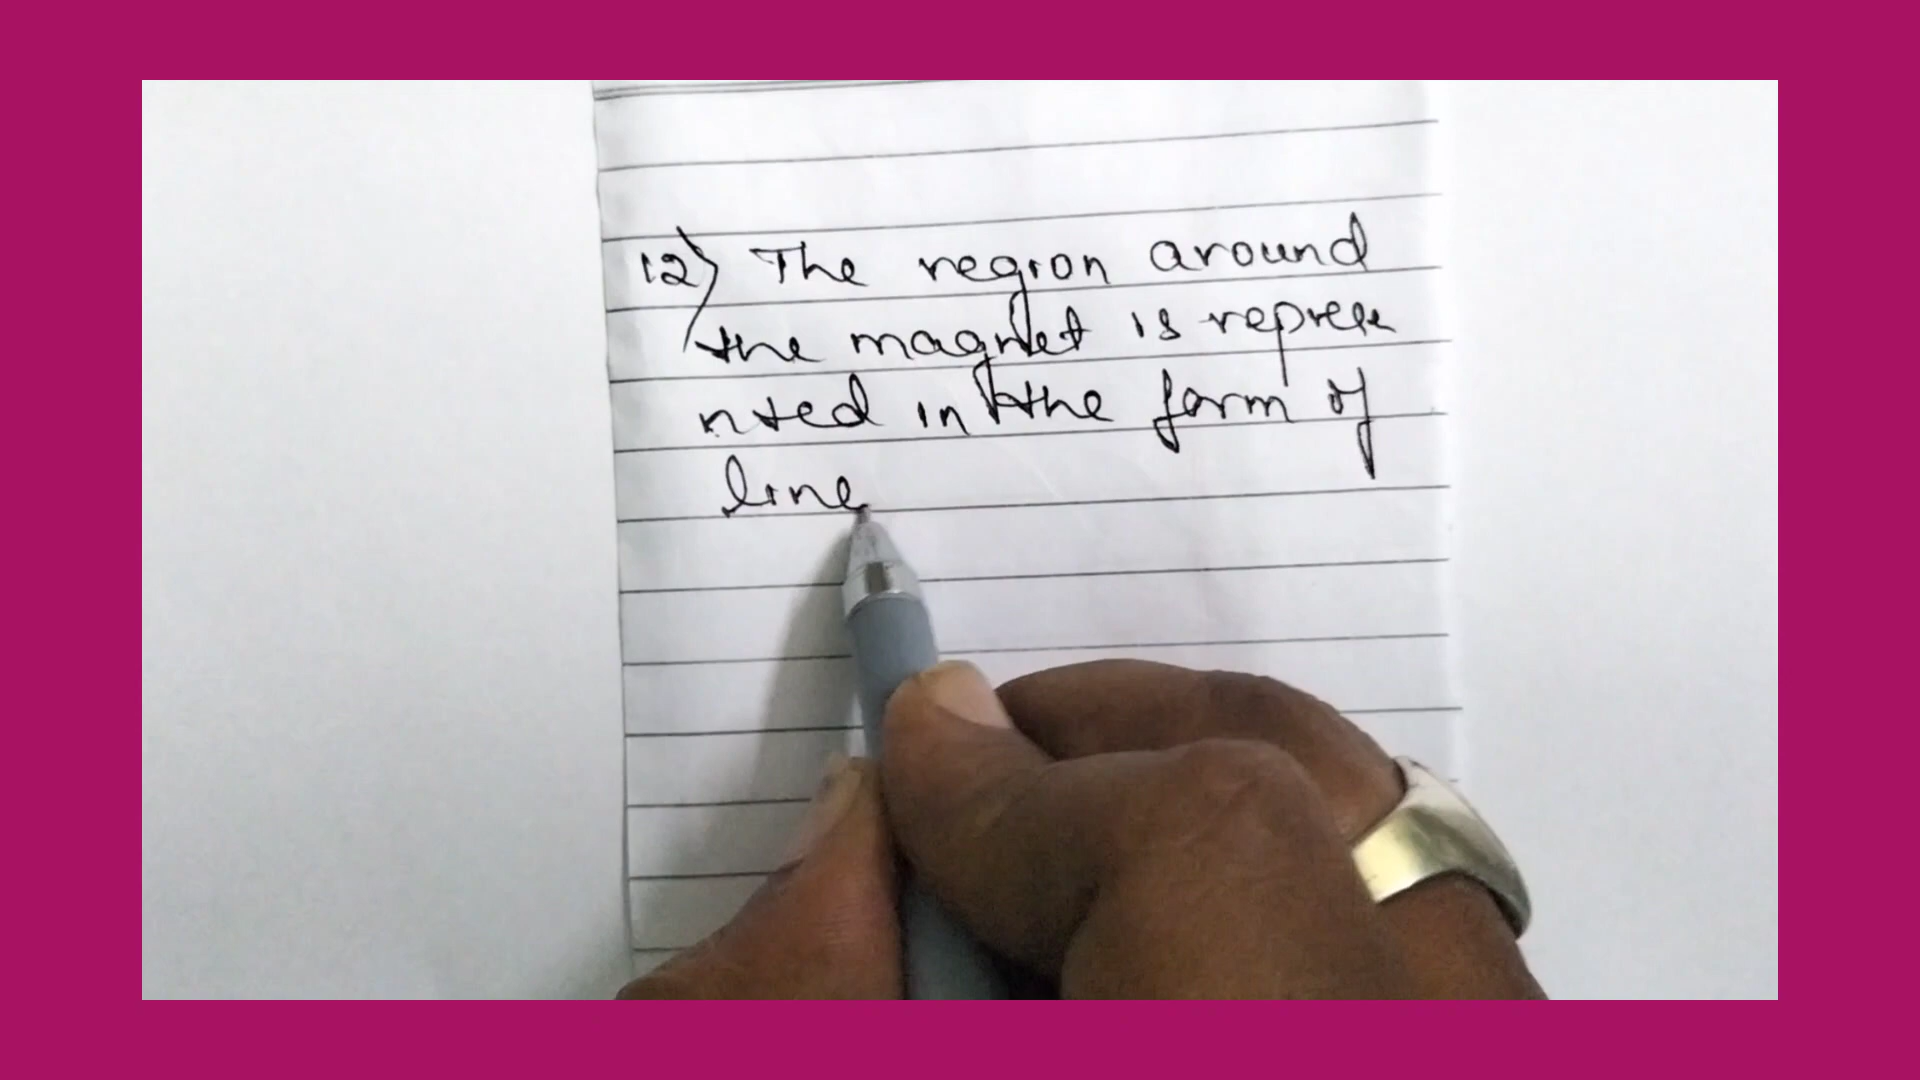 12) The region around
the magnet is represe
nted in the form of
line